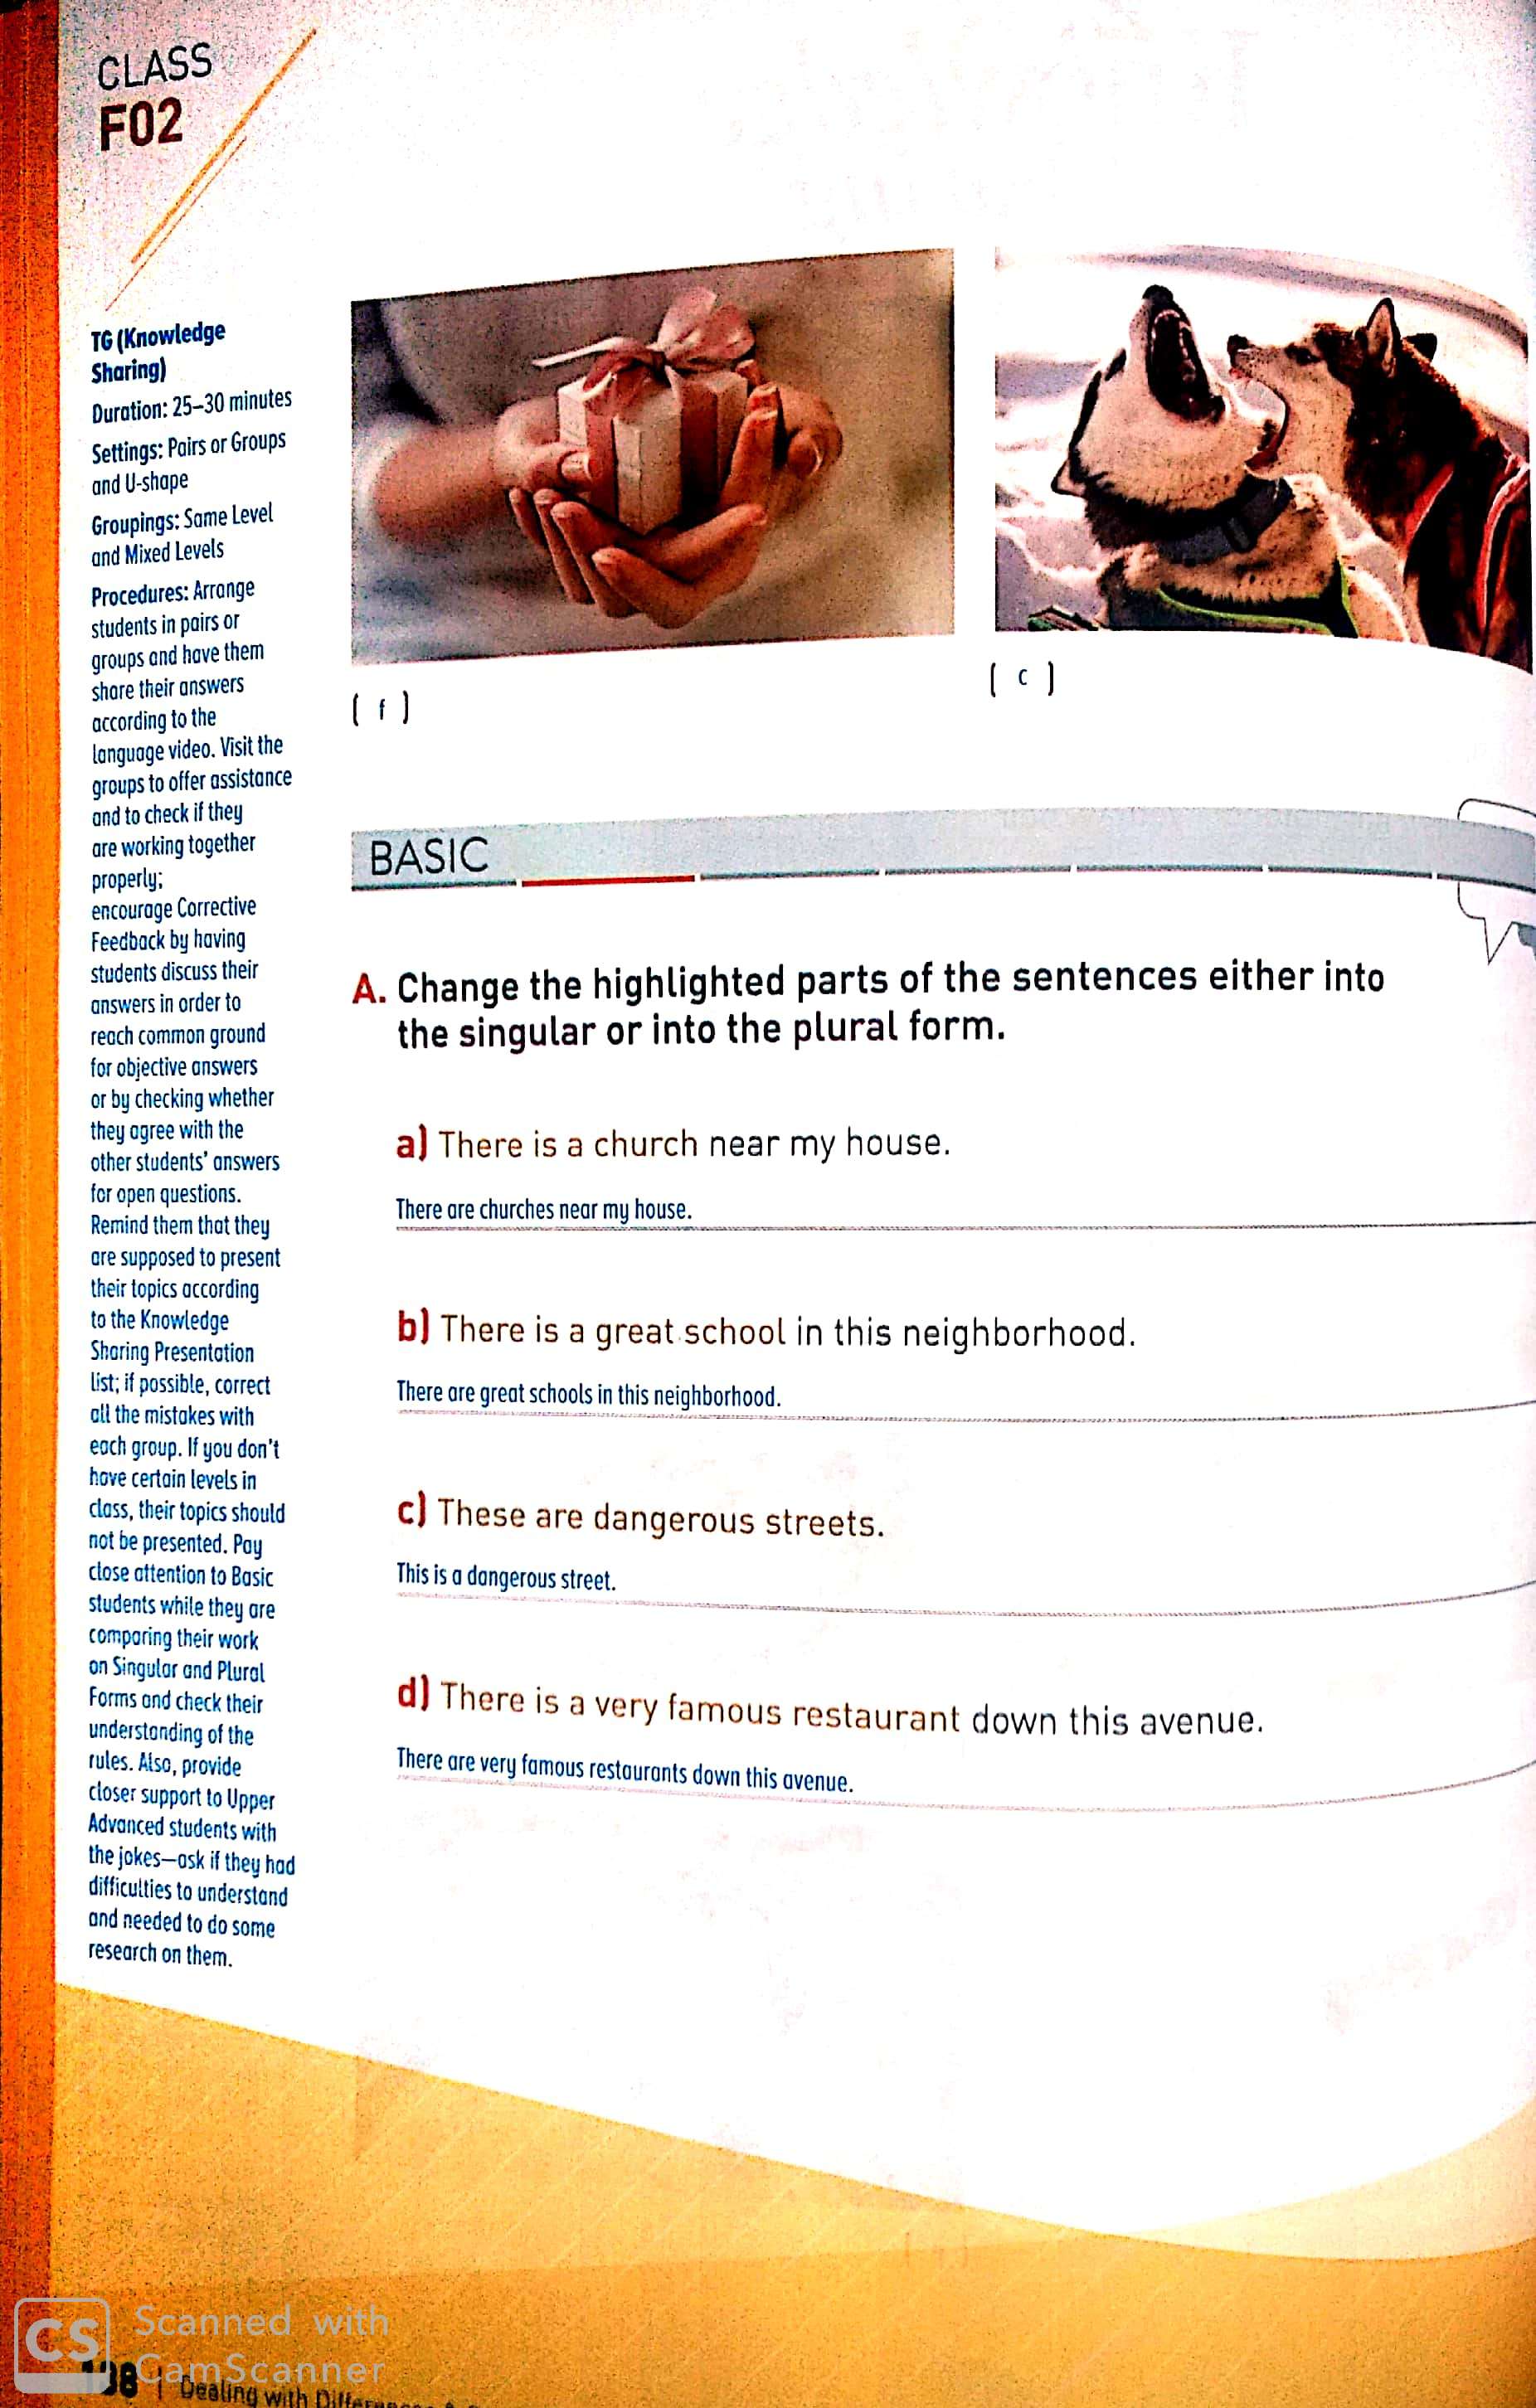 CLASS
F02
TG (Knowledge
Sharing)
Duration: 25–30 minutes
Settings: Pairs or Groups
and U-shape
Groupings: Same Level
and Mixed Levels
Procedures: Arrange
students in pairs or
groups and have them
share their answers
according to the
language video. Visit the
groups to offer assistance
and to check if they
are working together
properly;
encourage Corrective
Feedback by having
students discuss their
answers in order to
reach common ground
for objective answers
or by checking whether
they agree with the
other students' answers
for open questions.
Remind them that they
are supposed to present
their topics according
to the Knowledge
Sharing Presentation
list; if possible, correct
all the mistakes with
each group. If you don't
have certain levels in
class, their topics should
not be presented. Pay
close attention to Basic
students while they are
comparing their work
on Singular and Plural
Forms and check their
understanding of the
rules. Also, provide
closer support to Upper
Advanced students with
the jokes—ask if they had
difficulties to understand
and needed to do some
research on them.
( f )
( c )
BASIC
A. Change the highlighted parts of the sentences either into
the singular or into the plural form.
a) There is a church near my house.
There are churches near my house.
b) There is a great school in this neighborhood.
There are great schools in this neighborhood.
c) These are dangerous streets.
This is a dangerous street.
d) There is a very famous restaurant down this avenue.
There are very famous restaurants down this avenue.
CS
Scanned with
CamScanner
| Dealing with